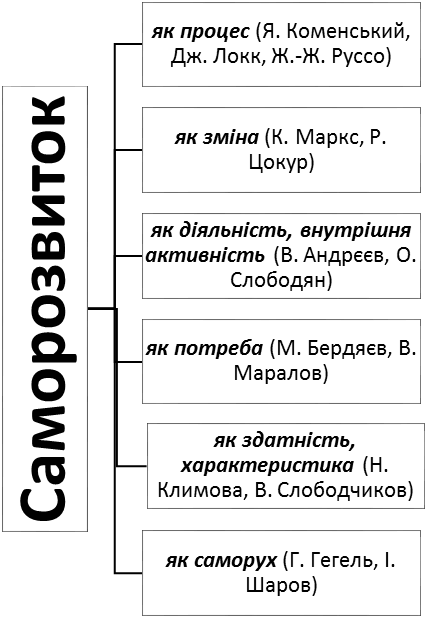 Саморозвиток
як процес (Я. Коменський,
Дж. Локк, Ж.-Ж. Руссо)
як зміна (К. Маркс, Р.
Цокур)
як діяльність, внутрішня
активність (В. Андрєєв, О.
Слободян)
як потреба (М. Бердяєв, В.
Маралов)
як здатність,
характеристика (Н.
Климова, В. Слободчиков)
як саморух (Г. Гегель, І.
Шаров)